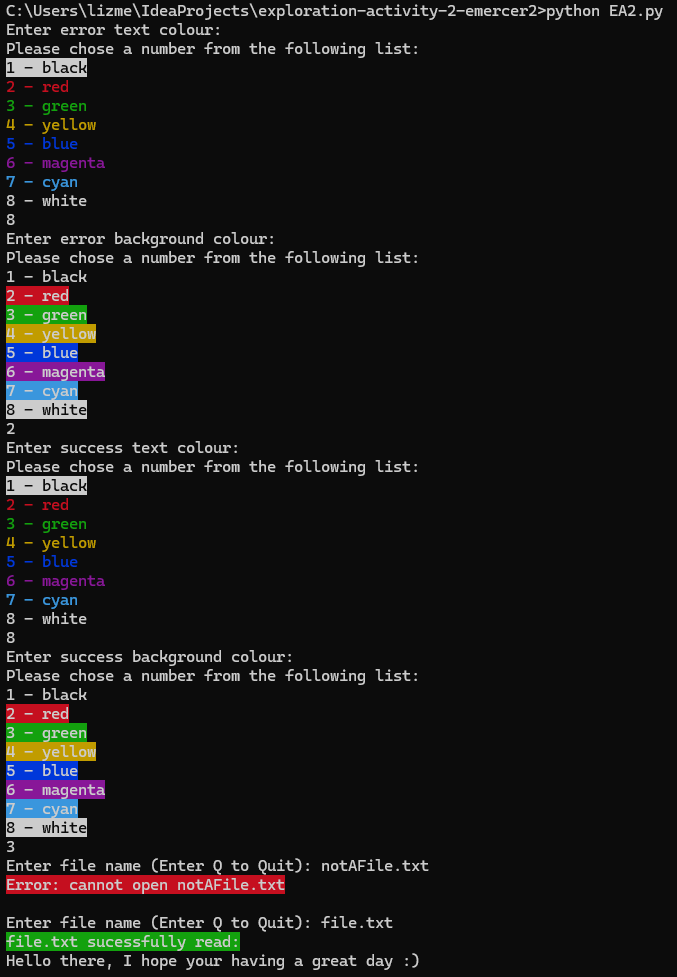 C:\Users\lizme\IdeaProjects\exploration-activity-2-emercer2>python EA2.py
Enter error text colour:
Please chose a number from the following list:
1 - black
2 - red
3 - green
4 - yellow
5 - blue
6 - magenta
7 - cyan
8 - white
8
Enter error background colour:
Please chose a number from the following list:
1 - black
2 - red
3 - green
4 - yellow
5 - blue
6 - magenta
7 - cyan
8 - white
2
Enter success text colour:
Please chose a number from the following list:
1 - black
2 - red
3 - green
4 - yellow
5 - blue
6 - magenta
7 - cyan
8 - white
8
Enter success background colour:
Please chose a number from the following list:
1 - black
2 - red
3 - green
4 - yellow
5 - blue
6 - magenta
7 - cyan
8 - white
3
Enter file name (Enter Q to Quit): notAFile.txt
Error: cannot open notAFile.txt
Enter file name (Enter Q to Quit): file.txt
file.txt sucessfully read:
Hello there, I hope your having a great day :)